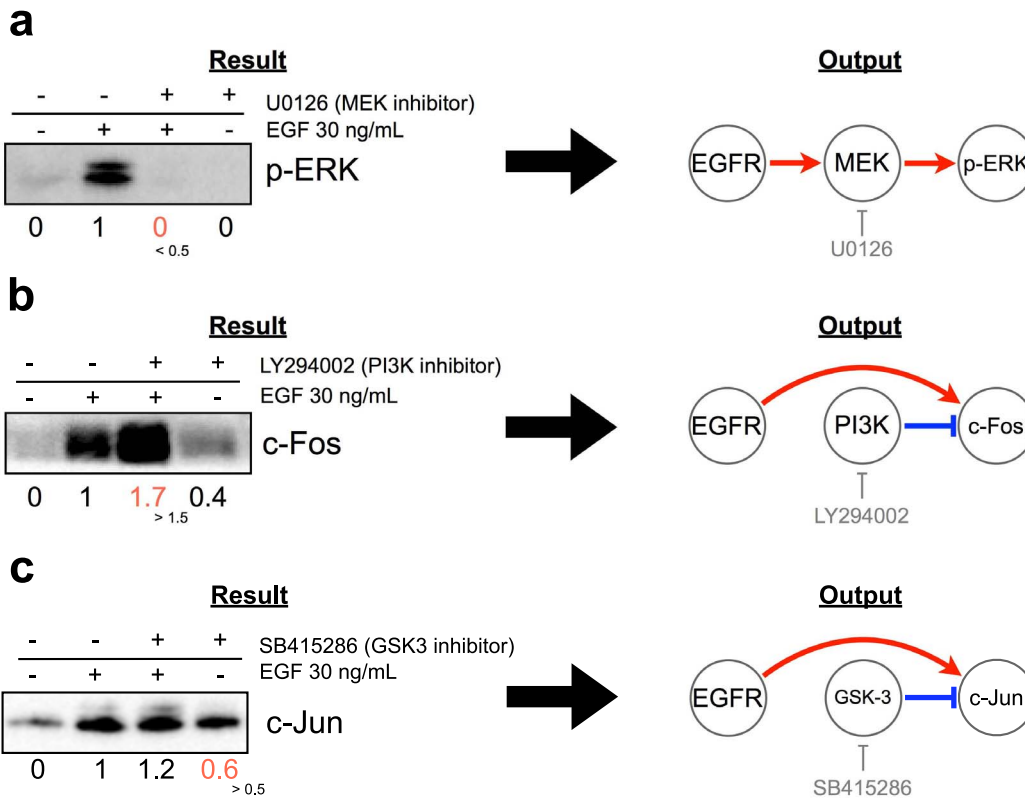 a
Result
Output
- - + +
U0126 (MEK inhibitor)
- + + -
EGF 30 ng/mL
p-ERK
0 1 0 0
< 0.5
EGFR
MEK
p-ERK
U0126
b
Result
Output
- - + +
LY294002 (PI3K inhibitor)
- + + -
EGF 30 ng/mL
c-Fos
0 1 1.7 0.4
> 1.5
EGFR
PI3K
c-Fos
LY294002
c
Result
Output
- - + +
SB415286 (GSK3 inhibitor)
- + + -
EGF 30 ng/mL
c-Jun
0 1 1.2 0.6
> 0.5
EGFR
GSK-3
c-Jun
SB415286